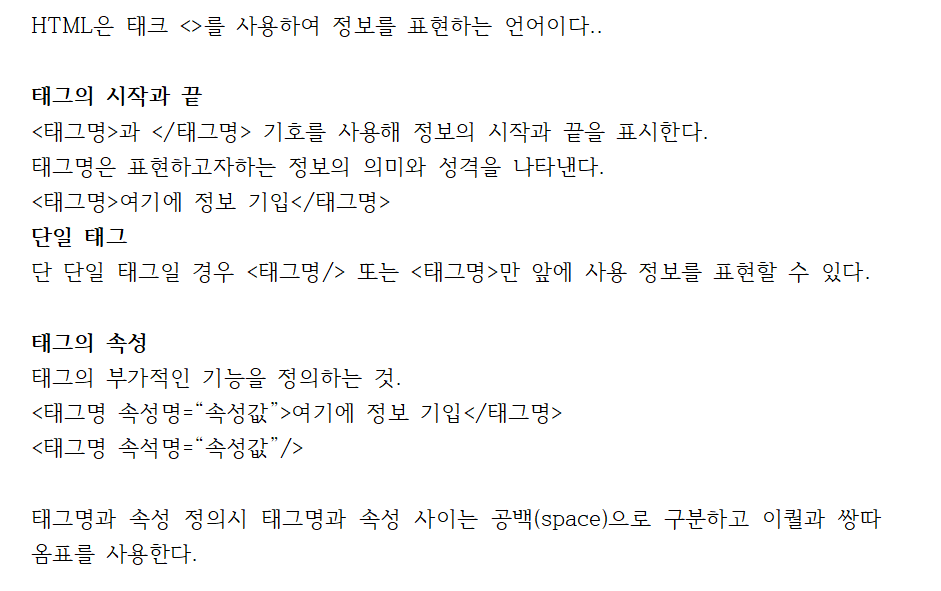 HTML은 태크 <>를 사용하여 정보를 표현하는 언어이다..
태그의 시작과 끝
<태그명>과 </태그명> 기호를 사용해 정보의 시작과 끝을 표시한다.
태그명은 표현하고자하는 정보의 의미와 성격을 나타낸다.
<태그명>여기에 정보 기입</태그명>
단일 태그
단 단일 태그일 경우 <태그명/> 또는 <태그명>만 앞에 사용 정보를 표현할 수 있다.
태그의 속성
태그의 부가적인 기능을 정의하는 것.
<태그명 속성명=“속성값”>여기에 정보 기입</태그명>
<태그명 속석명=“속성값”/>
태그명과 속성 정의시 태그명과 속성 사이는 공백(space)으로 구분하고 이퀄과 쌍따
옴표를 사용한다.